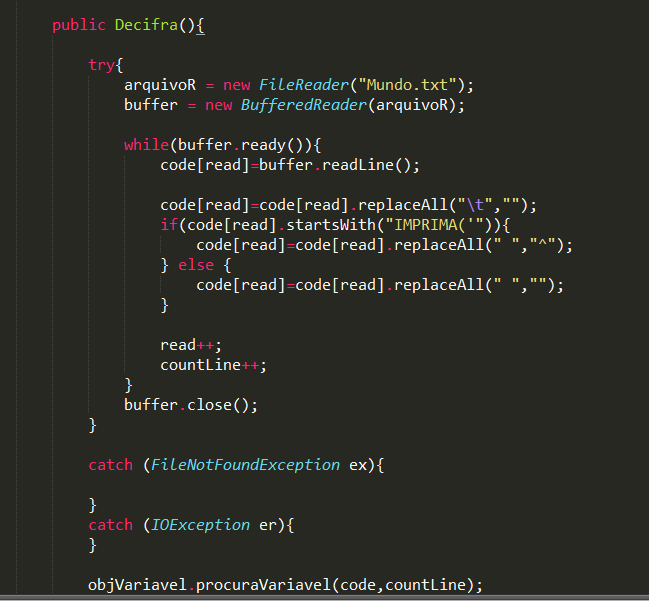 public Decifra(){
try{
arquivoR = new FileReader("Mundo.txt");
buffer = new BufferedReader(arquivoR);
while(buffer.ready()){
code[read]=buffer.readLine();
code[read]=code[read].replaceAll("\t","");
if(code[read].startsWith("IMPRIMA('")){
code[read]=code[read].replaceAll(" ","^");
} else {
code[read]=code[read].replaceAll(" ","");
}
read++;
countLine++;
}
buffer.close();
}
catch (FileNotFoundException ex){
}
catch (IOException er){
}
objVariavel.procuraVariavel(code,countLine);